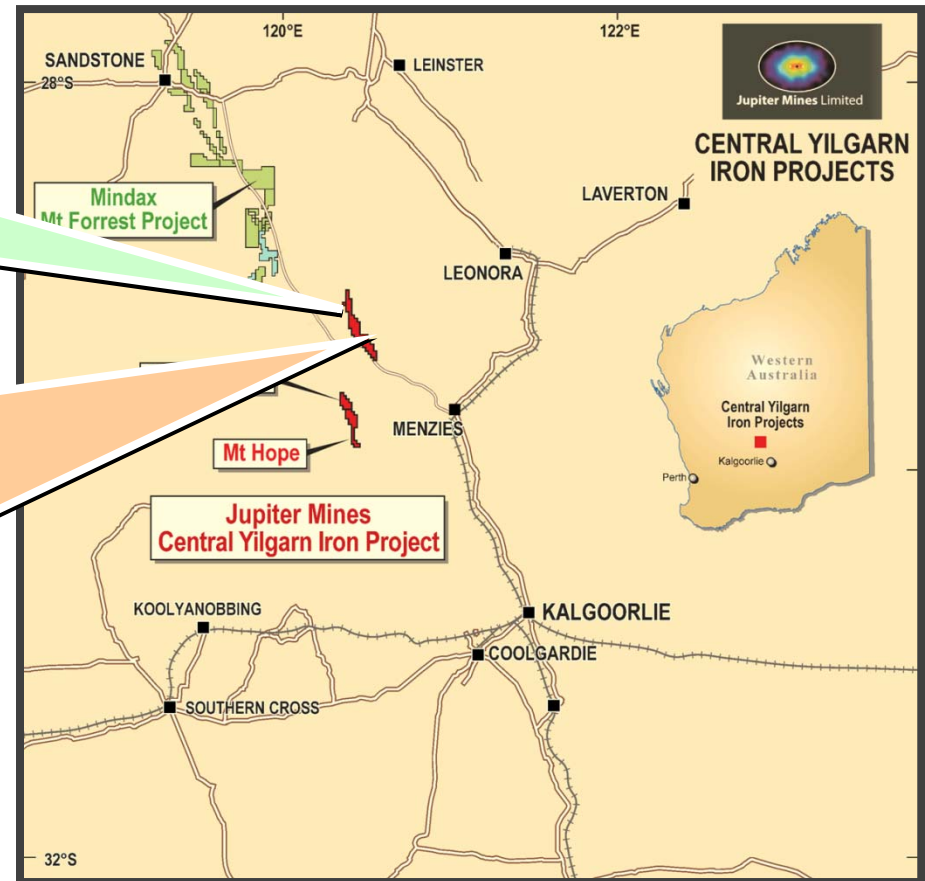 120°E
122°E
SANDSTONE
28°S
LEINSTER
Jupiter Mines Limited
CENTRAL YILGARN
IRON PROJECTS
LAVERTON
Mindax
Mt Forrest Project
LEONORA
Western
Australia
Central Yilgarn
Iron Projects
Kalgoorlie
Perth
MENZIES
Mt Hope
Jupiter Mines
Central Yilgarn Iron Project
KOOLYANOBBING
KALGOORLIE
COOLGARDIE
SOUTHERN CROSS
32°S